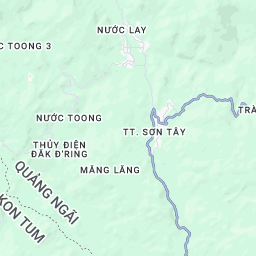 NƯỚC LAY
C TOONG 3
TRÀ
NƯỚC TOONG
TT. SƠN TÂY
THỦY ĐIỆN
ĐĂK Đ'RING
MĂNG LĂNG
QUẢNG NGÃI
KON TUM